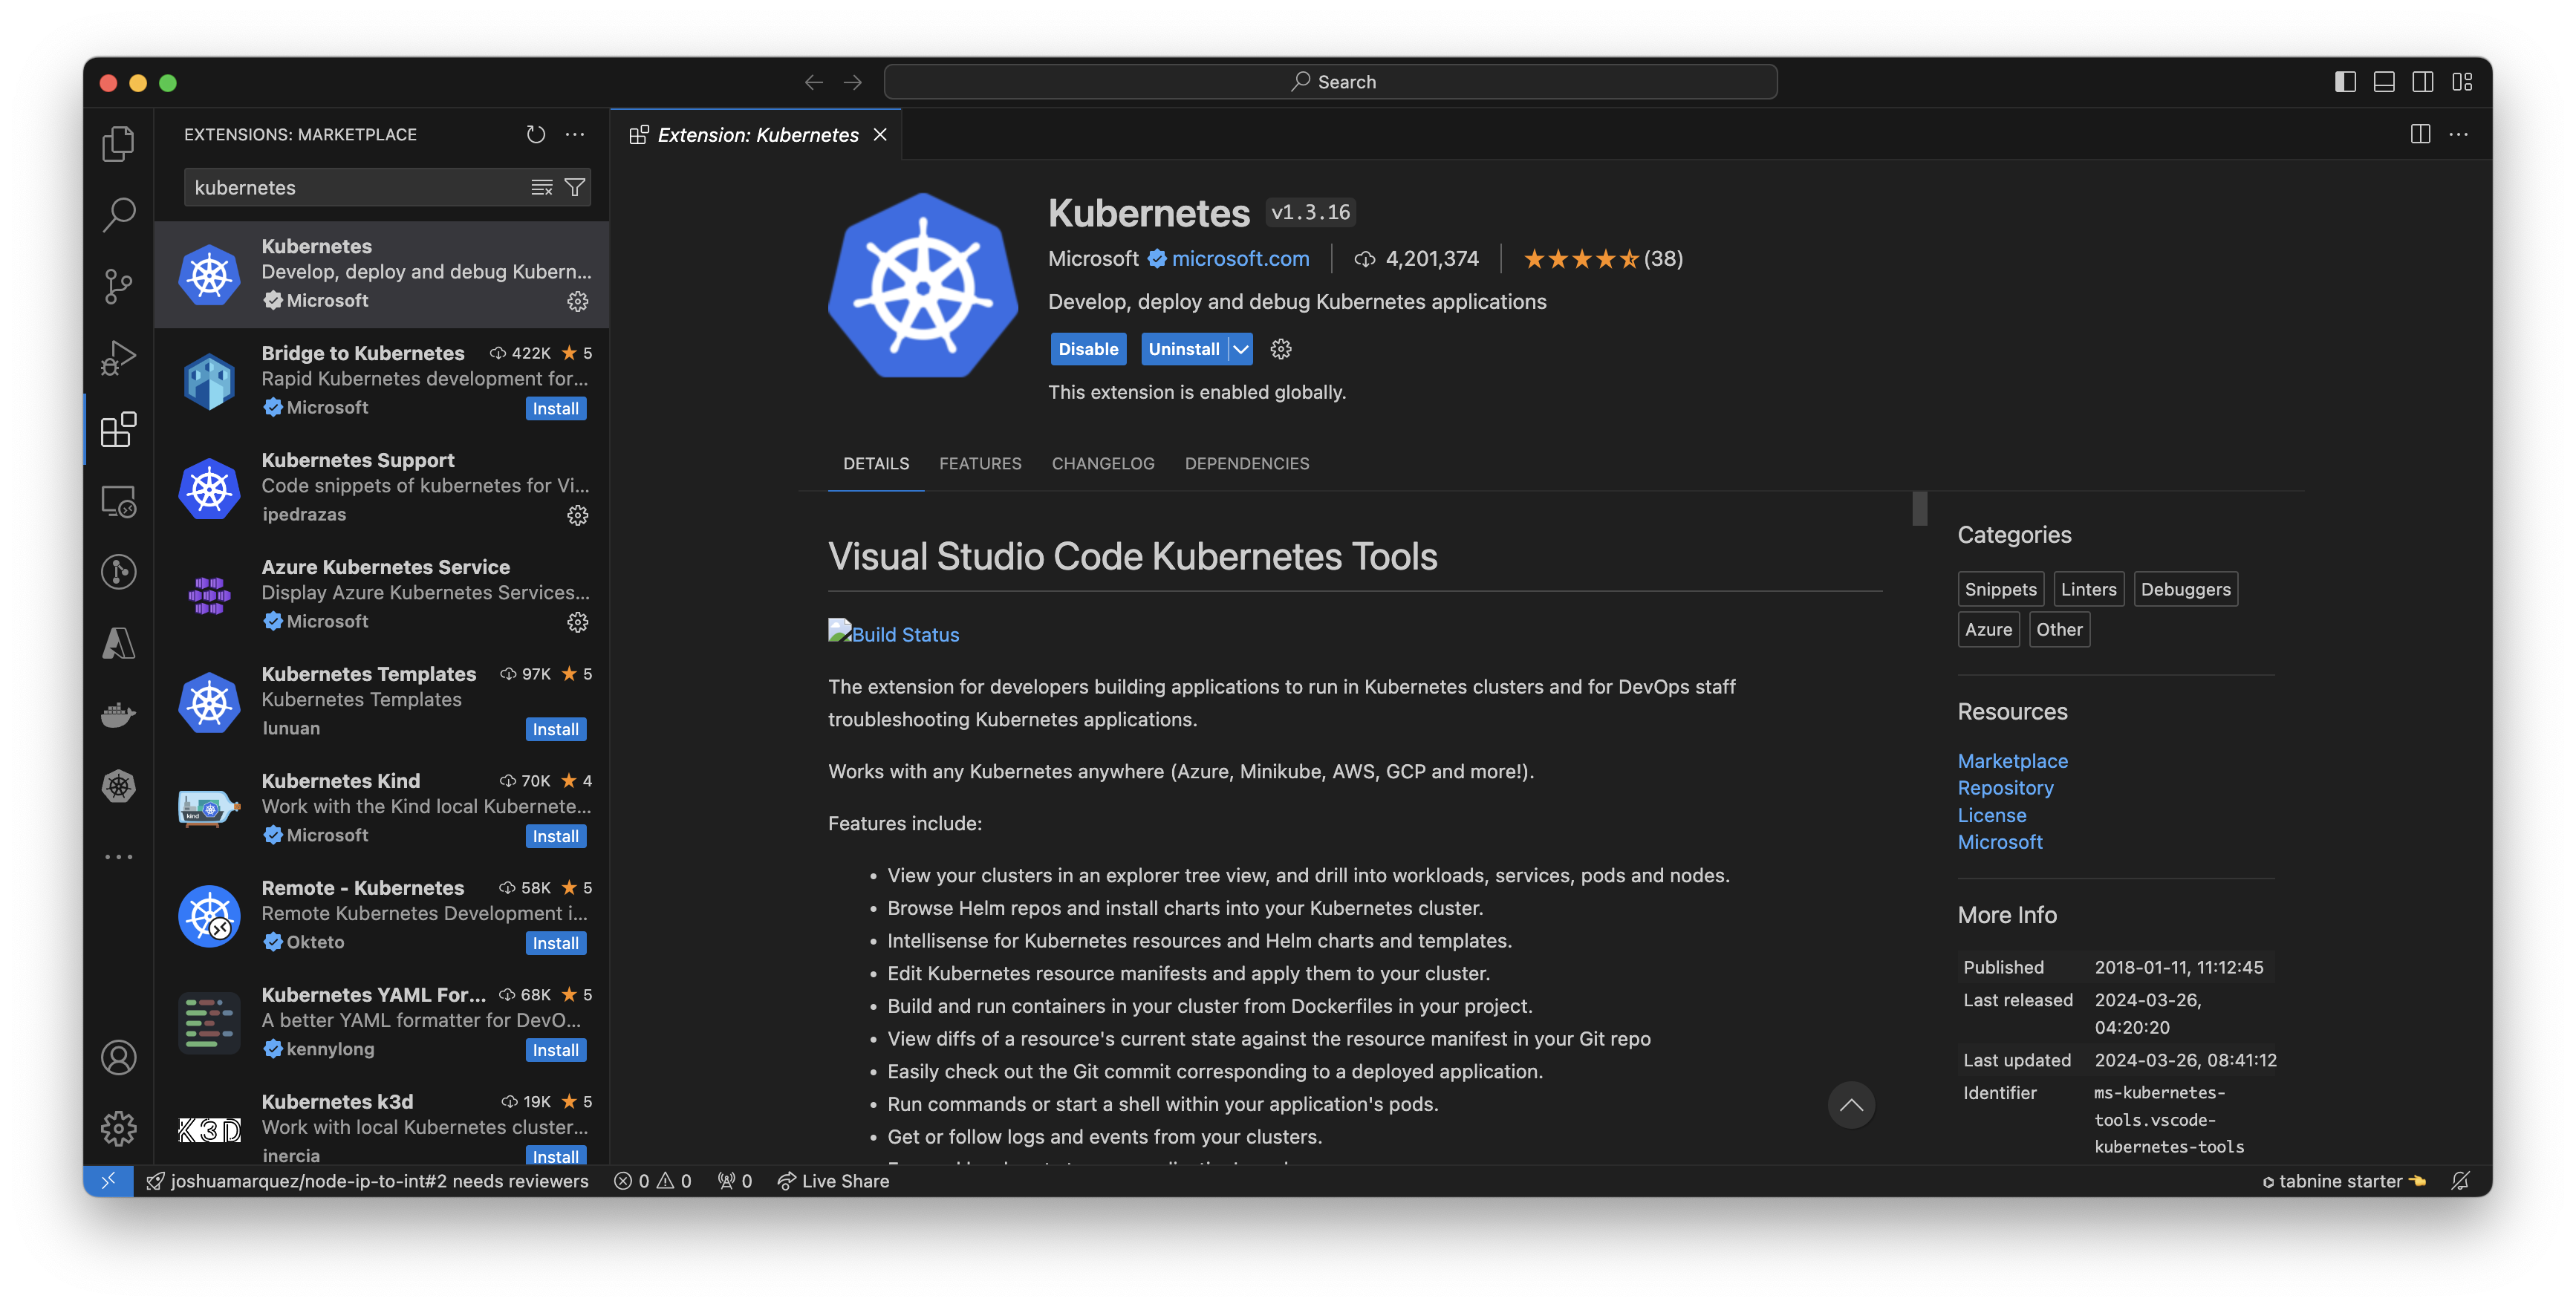 Search
EXTENSIONS: MARKETPLACE
kubernetes
Kubernetes
Develop, deploy and debug Kubern...
Microsoft
Bridge to Kubernetes 422K ★ 5
Rapid Kubernetes development for...
Microsoft Install
Kubernetes Support
Code snippets of kubernetes for Vi...
ipedrazas
Azure Kubernetes Service
Display Azure Kubernetes Services...
Microsoft
Kubernetes Templates 97K ★ 5
Kubernetes Templates
lunuan Install
Kubernetes Kind 70K ★ 4
Work with the Kind local Kubernete...
Microsoft Install
kind
Remote - Kubernetes 58K ★ 5
Remote Kubernetes Development i...
Okteto Install
Kubernetes YAML For... 68K ★ 5
A better YAML formatter for DevO...
kennylong Install
K3D
Kubernetes k3d 19K ★ 5
Work with local Kubernetes cluster...
inercia Install
Extension: Kubernetes
Kubernetes v1.3.16
Microsoft microsoft.com 4,201,374 (38)
Develop, deploy and debug Kubernetes applications
Disable Uninstall
This extension is enabled globally.
DETAILS FEATURES CHANGELOG DEPENDENCIES
Visual Studio Code Kubernetes Tools
Build Status
The extension for developers building applications to run in Kubernetes clusters and for DevOps staff
troubleshooting Kubernetes applications.
Works with any Kubernetes anywhere (Azure, Minikube, AWS, GCP and more!).
Features include:
• View your clusters in an explorer tree view, and drill into workloads, services, pods and nodes.
• Browse Helm repos and install charts into your Kubernetes cluster.
• Intellisense for Kubernetes resources and Helm charts and templates.
• Edit Kubernetes resource manifests and apply them to your cluster.
• Build and run containers in your cluster from Dockerfiles in your project.
• View diffs of a resource's current state against the resource manifest in your Git repo
• Easily check out the Git commit corresponding to a deployed application.
• Run commands or start a shell within your application's pods.
• Get or follow logs and events from your clusters.
Categories
Snippets Linters Debuggers
Azure Other
Resources
Marketplace
Repository
License
Microsoft
More Info
Published 2018-01-11, 11:12:45
Last released 2024-03-26,
04:20:20
Last updated 2024-03-26, 08:41:12
Identifier ms-kubernetes-
tools.vscode-
kubernetes-tools
joshuamarquez/node-ip-to-int#2 needs reviewers 0 0 0 Live Share
tabnine starter